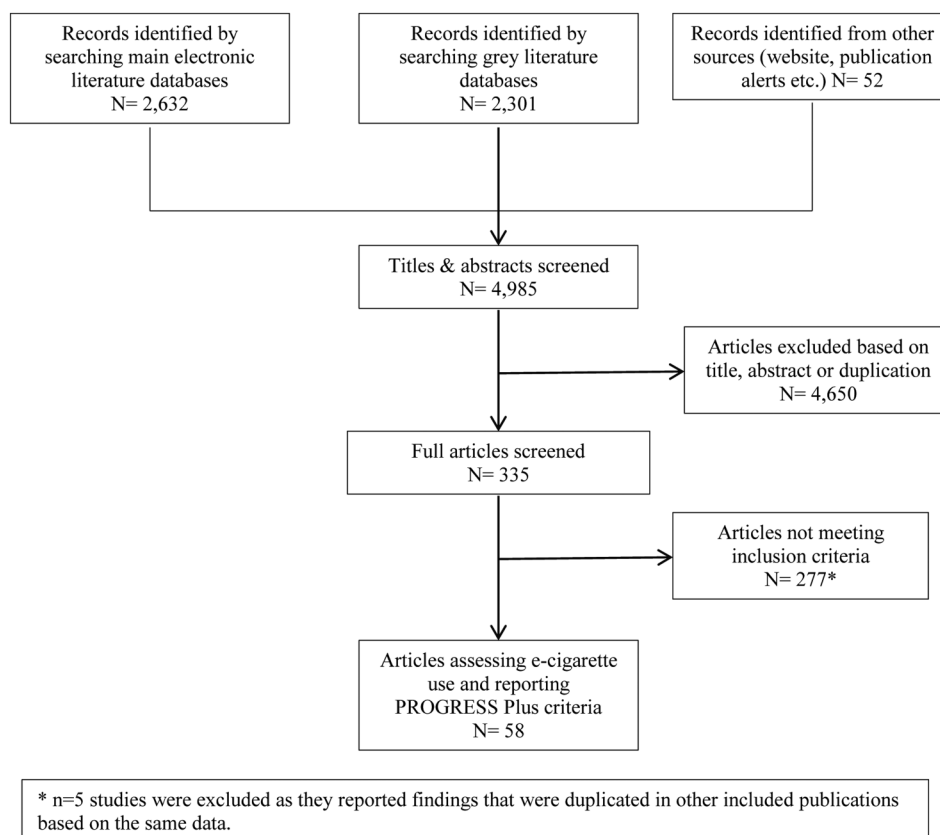 Records identified by
searching main electronic
literature databases
N= 2,632
Records identified by
searching grey literature
databases
N= 2,301
Records identified from other
sources (website, publication
alerts etc.) N= 52
Titles & abstracts screened
N= 4,985
Articles excluded based on
title, abstract or duplication
N= 4,650
Full articles screened
N= 335
Articles not meeting
inclusion criteria
N= 277*
Articles assessing e-cigarette
use and reporting
PROGRESS Plus criteria
N= 58
* n=5 studies were excluded as they reported findings that were duplicated in other included publications
based on the same data.